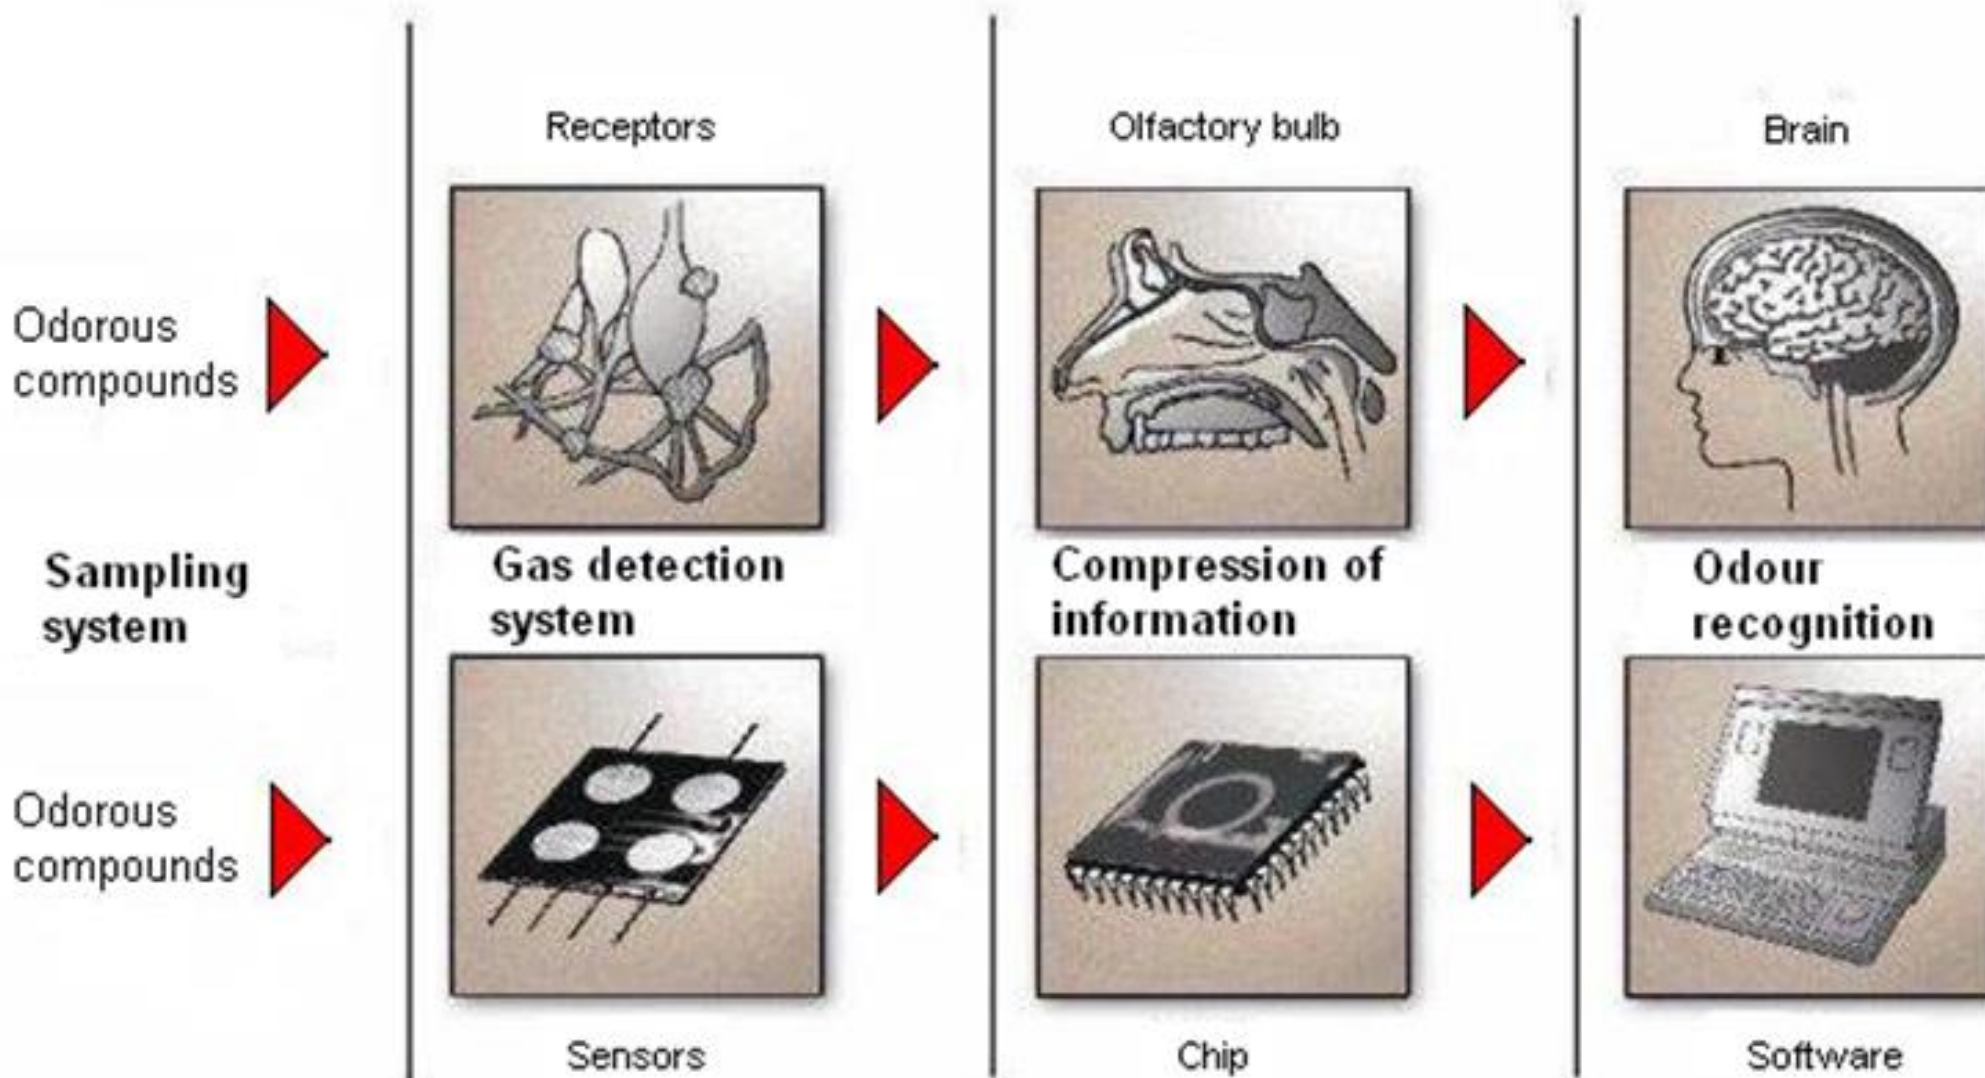 Receptors
Olfactory bulb
Brain
Odorous
compounds
Sampling
system
Gas detection
system
Compression of
information
Odour
recognition
Odorous
compounds
Sensors
Chip
Software